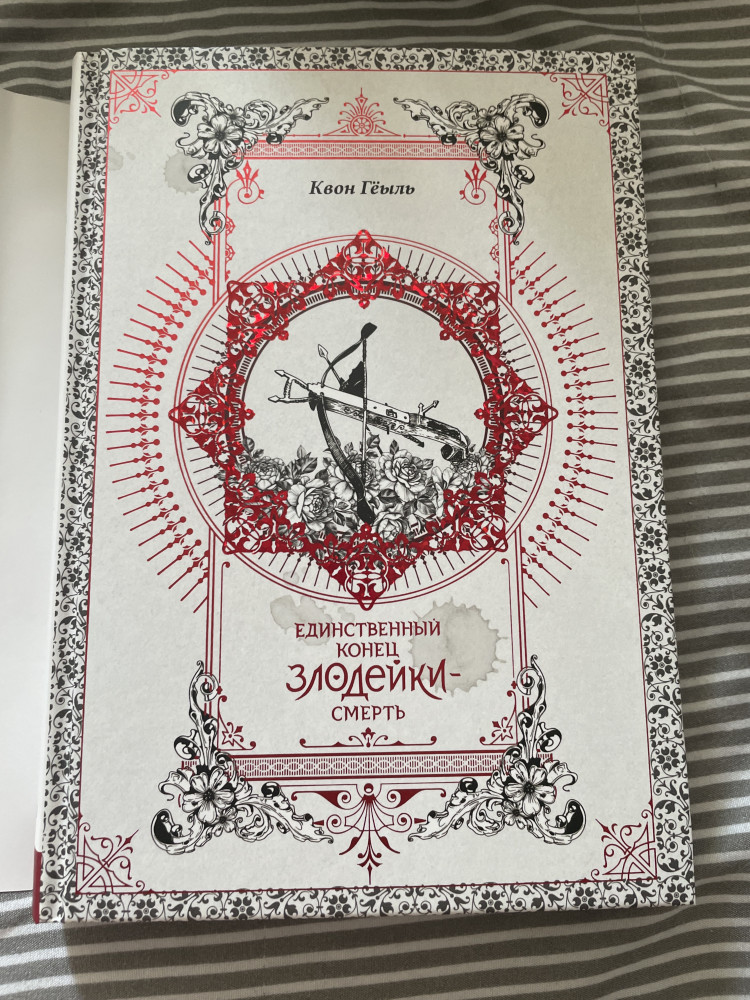 Квон Гёыль
ЕДИНСТВЕННЫЙ
КОНЕЦ
ЗЛОДЕЙКИ–
СМЕРТЬ